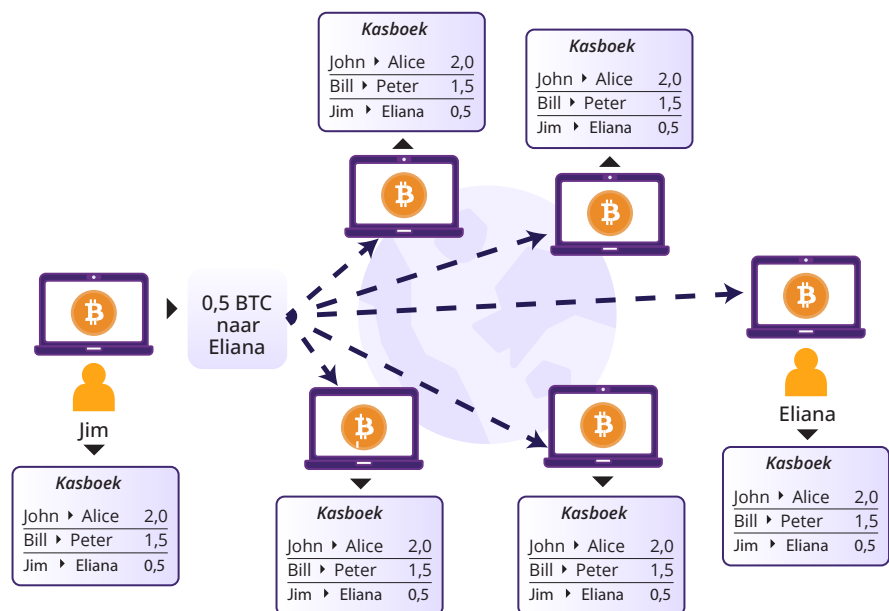 Kasboek
John ▸ Alice 2,0
Bill ▸ Peter 1,5
Jim ▸ Eliana 0,5
Kasboek
John ▸ Alice 2,0
Bill ▸ Peter 1,5
Jim ▸ Eliana 0,5
0,5 BTC
naar
Eliana
Jim
Eliana
Kasboek
John ▸ Alice 2,0
Bill ▸ Peter 1,5
Jim ▸ Eliana 0,5
Kasboek
John ▸ Alice 2,0
Bill ▸ Peter 1,5
Jim ▸ Eliana 0,5
Kasboek
John ▸ Alice 2,0
Bill ▸ Peter 1,5
Jim ▸ Eliana 0,5
Kasboek
John ▸ Alice 2,0
Bill ▸ Peter 1,5
Jim ▸ Eliana 0,5